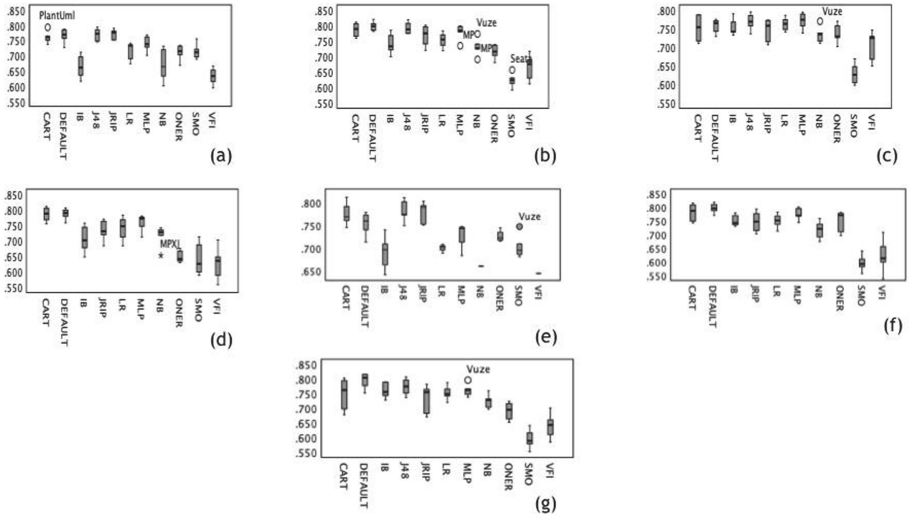 .850
.800
.750
.700
.650
.600
.550
PlantUml
CART
DEFAULT
IB
J48
JRIP
LR
MLP
NB
ONER
SMO
VFI
(a)
.850
.800
.750
.700
.650
.600
.550
Vuze
MP
MP
Seat
CART
DEFAULT
IB
J48
JRIP
LR
MLP
NB
ONER
SMO
VFI
(b)
.850
.800
.750
.700
.650
.600
.550
Vuze
CART
DEFAULT
IB
J48
JRIP
LR
MLP
NB
ONER
SMO
VFI
(c)
.850
.800
.750
.700
.650
.600
.550
MPXJ
CART
DEFAULT
IB
JRIP
LR
MLP
NB
ONER
SMO
VFI
(d)
.850
.800
.750
.700
.650
Vuze
CART
DEFAULT
IB
J48
JRIP
LR
MLP
NB
ONER
SMO
VFI
(e)
.850
.800
.750
.700
.650
.600
.550
CART
DEFAULT
IB
JRIP
LR
MLP
NB
ONER
SMO
VFI
(f)
.850
.800
.750
.700
.650
.600
.550
Vuze
CART
DEFAULT
IB
J48
JRIP
LR
MLP
NB
ONER
SMO
VFI
(g)